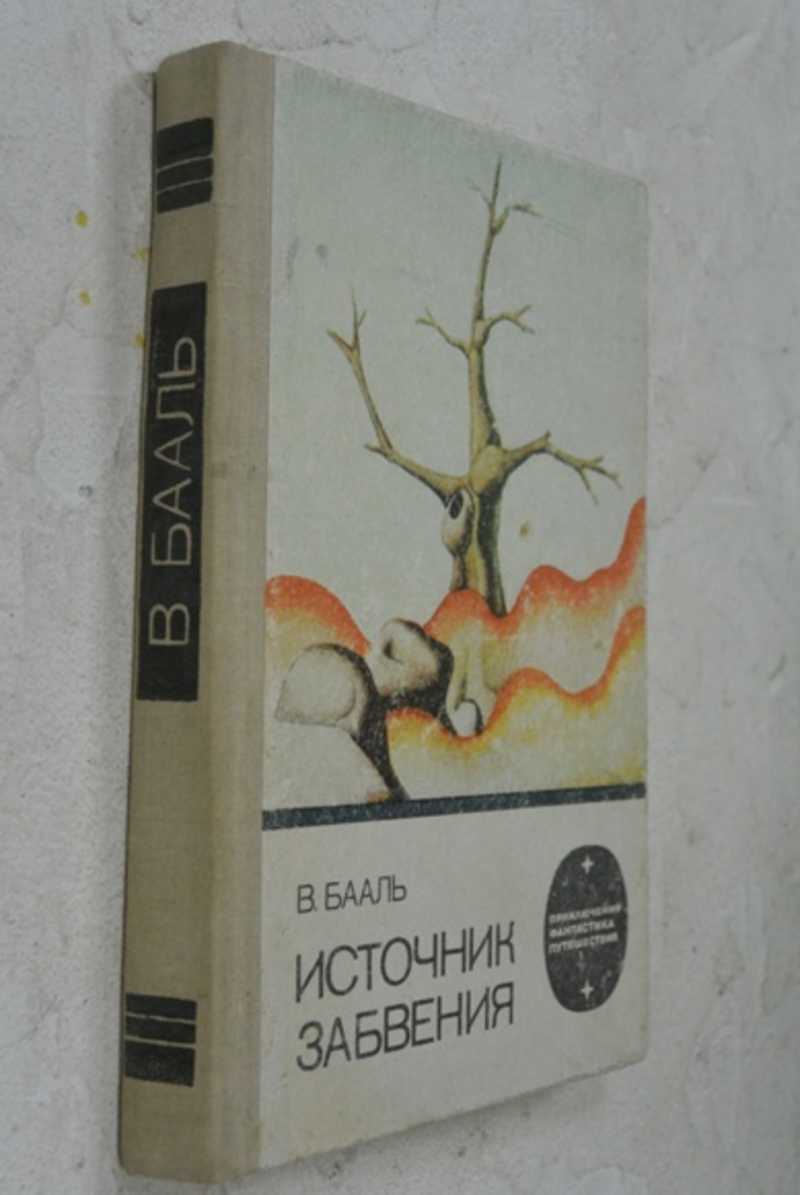 В. БААЛЬ
В. БААЛЬ
ИСТОЧНИК
ЗАБВЕНИЯ
ПРИКЛЮЧЕНИЯ
ФАНТАСТИКА
ПУТЕШЕСТВИЯ